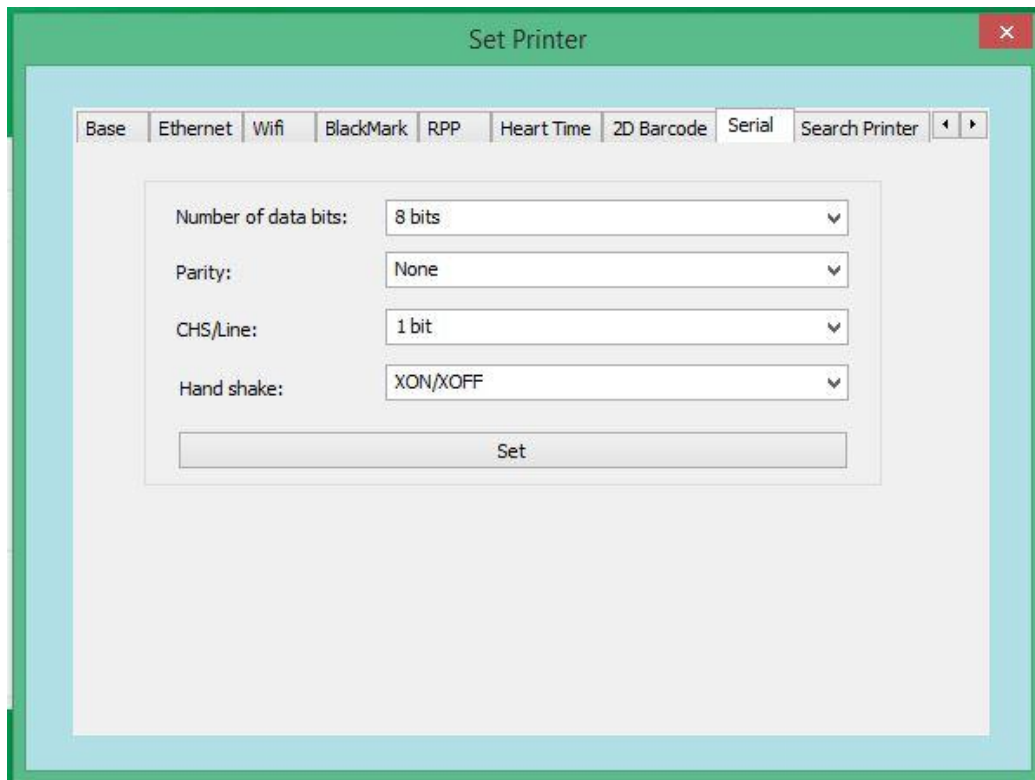 Set Printer
Base Ethernet Wifi BlackMark RPP Heart Time 2D Barcode Serial Search Printer
Number of data bits: 8 bits
Parity: None
CHS/Line: 1 bit
Hand shake: XON/XOFF
Set